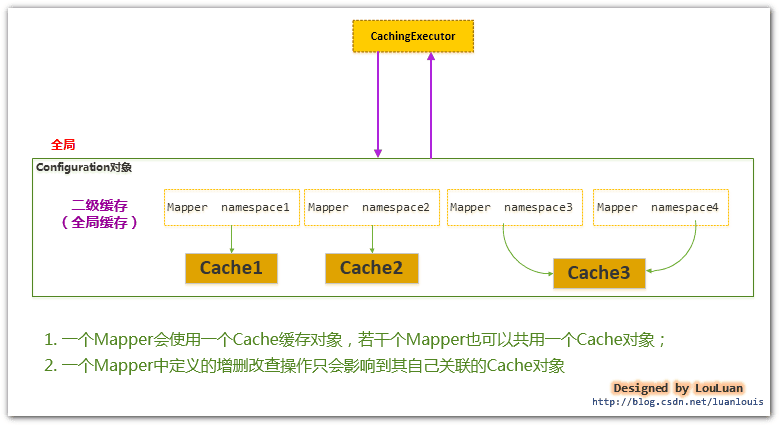 CachingExecutor
全局
Configuration对象
二级缓存
（全局缓存）
Mapper namespace1
Mapper namespace2
Mapper namespace3
Mapper namespace4
Cache1
Cache2
Cache3
1. 一个Mapper会使用一个Cache缓存对象，若干个Mapper也可以共用一个Cache对象；
2. 一个Mapper中定义的增删改查操作只会影响到其自己关联的Cache对象
Designed by LouLuan
http://blog.csdn.net/luanlouis